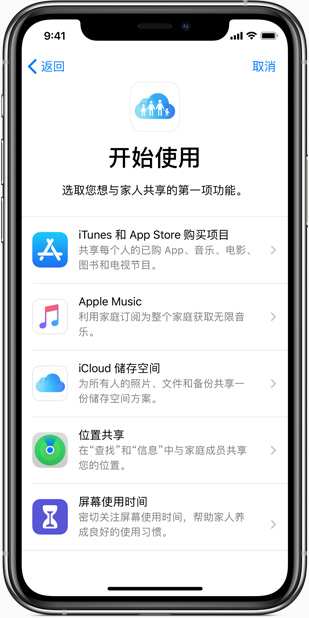 9:41
返回
取消
开始使用
选取您想与家人共享的第一项功能。
iTunes 和 App Store 购买项目
共享每个人的已购 App、音乐、电影、
图书和电视节目。
Apple Music
利用家庭订阅为整个家庭获取无限音
乐。
iCloud 储存空间
为所有人的照片、文件和备份共享一
份储存空间方案。
位置共享
在“查找”和“信息”中与家庭成员共享
您的位置。
屏幕使用时间
密切关注屏幕使用时间，帮助家人养
成良好的使用习惯。